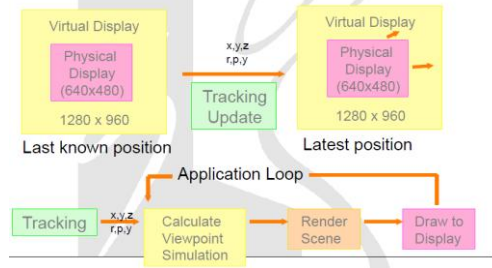 Virtual Display
Physical
Display
(640x480)
1280 x 960
Last known position
x,y,z
r,p,y
Tracking
Update
Virtual Display
Physical
Display
(640x480)
1280 x 960
Latest position
Application Loop
Tracking
x,y,z
r,p,y
Calculate
Viewpoint
Simulation
Render
Scene
Draw to
Display